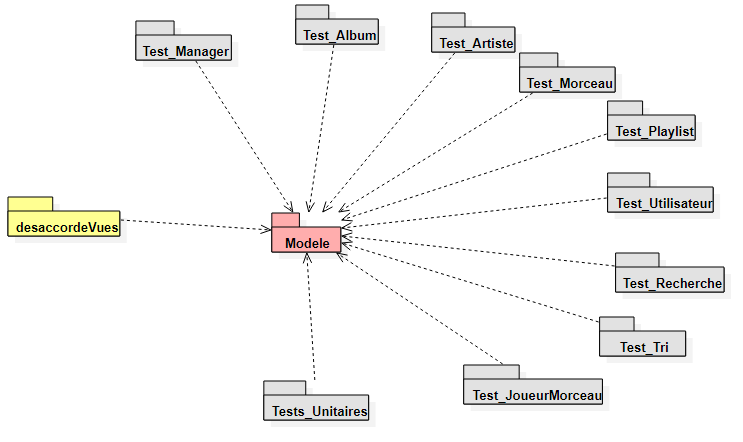 Test_Manager
Test_Album
Test_Artiste
Test_Morceau
Test_Playlist
Test_Utilisateur
desaccordeVues
Modele
Test_Recherche
Test_Tri
Test_JoueurMorceau
Tests_Unitaires